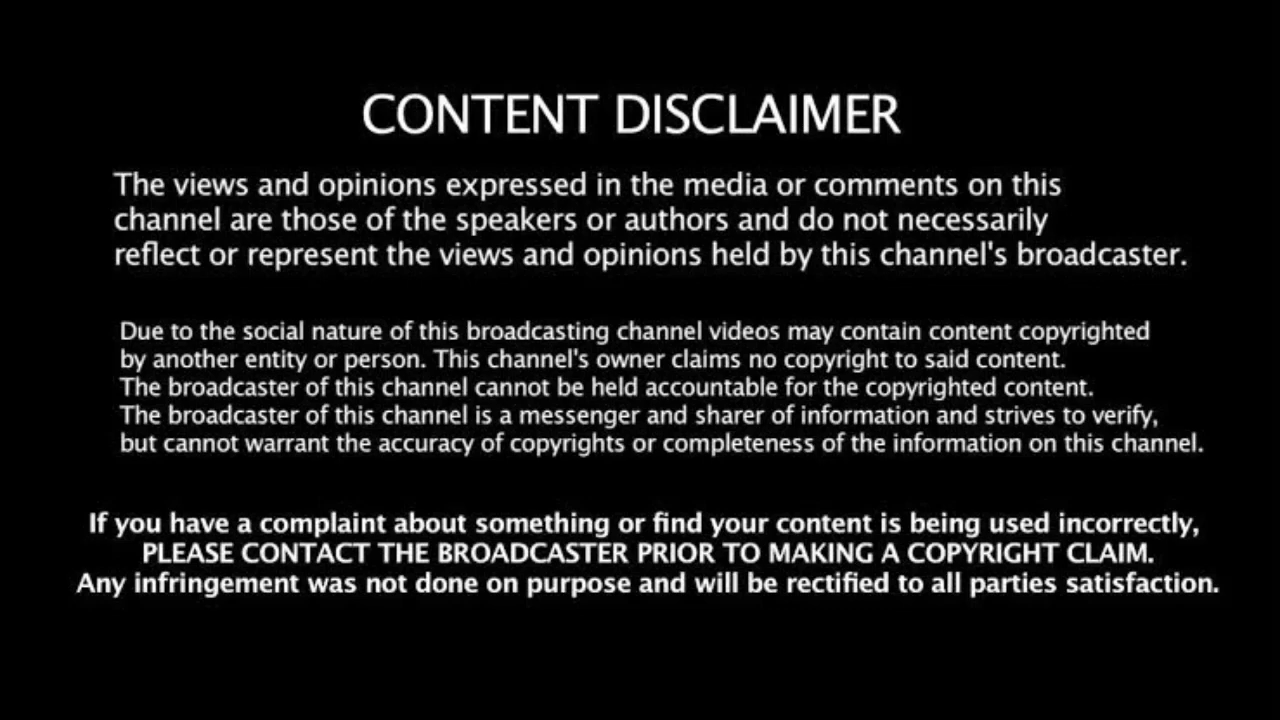 CONTENT DISCLAIMER
The views and opinions expressed in the media or comments on this
channel are those of the speakers or authors and do not necessarily
reflect or represent the views and opinions held by this channel's broadcaster.
Due to the social nature of this broadcasting channel videos may contain content copyrighted
by another entity or person. This channel's owner claims no copyright to said content.
The broadcaster of this channel cannot be held accountable for the copyrighted content.
The broadcaster of this channel is a messenger and sharer of information and strives to verify,
but cannot warrant the accuracy of copyrights or completeness of the information on this channel.
If you have a complaint about something or find your content is being used incorrectly,
PLEASE CONTACT THE BROADCASTER PRIOR TO MAKING A COPYRIGHT CLAIM.
Any infringement was not done on purpose and will be rectified to all parties satisfaction.